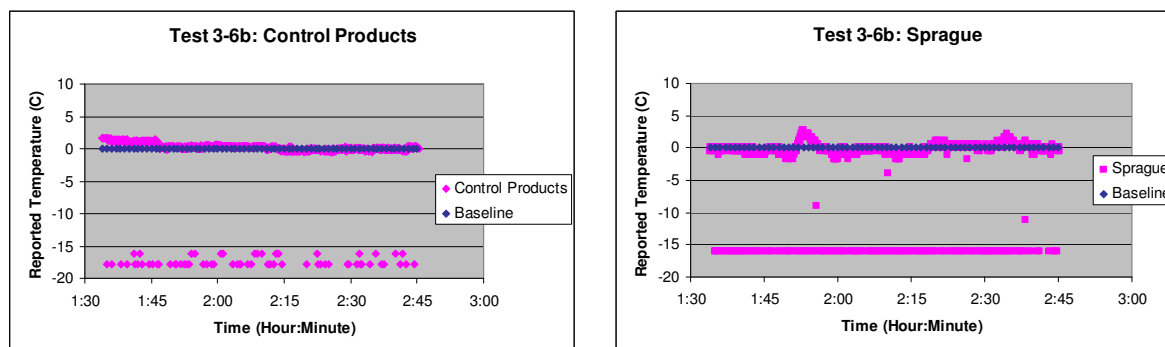 Test 3-6b: Control Products
Reported Temperature (C)
10
5
0
-5
-10
-15
-20
1:30 1:45 2:00 2:15 2:30 2:45 3:00
Time (Hour:Minute)
Control Products
Baseline
Test 3-6b: Sprague
Reported Temperature (C)
10
5
0
-5
-10
-15
-20
1:30 1:45 2:00 2:15 2:30 2:45 3:00
Time (Hour:Minute)
Sprague
Baseline